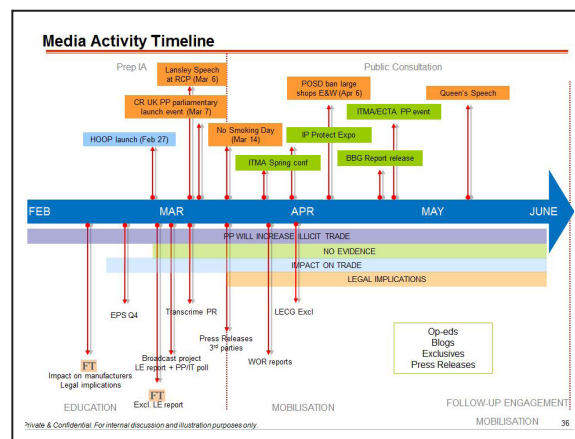 Media Activity Timeline
Prep IA
Public Consultation
Lansley Speech
at RCP (Mar 6)
CR UK PP parliamentary
launch event (Mar 7)
POSD ban large
shops E&W (Apr 6)
Queen's Speech
ITMA/ECTA PP event
HOOP launch (Feb 27)
No Smoking Day
(Mar 14)
IP Protect Expo
ITMA Spring conf
BBG Report release
FEB
MARCH
APR
MAY
JUNE
PP WILL INCREASE ILLICIT TRADE
NO EVIDENCE
IMPACT ON TRADE
LEGAL IMPLICATIONS
EPS Q4
Transcrime PR
LECG Excl
Press Releases
3rd parties
Broadcast project
LE report + PP/IT poll
WOR reports
FT
Impact on manufacturers
Legal implications
FT
Excl. LE report
Op-eds
Blogs
Exclusives
Press Releases
EDUCATION
MOBILISATION
FOLLOW-UP ENGAGEMENT
MOBILISATION
Private & Confidential. For internal discussion and illustration purposes only.
36